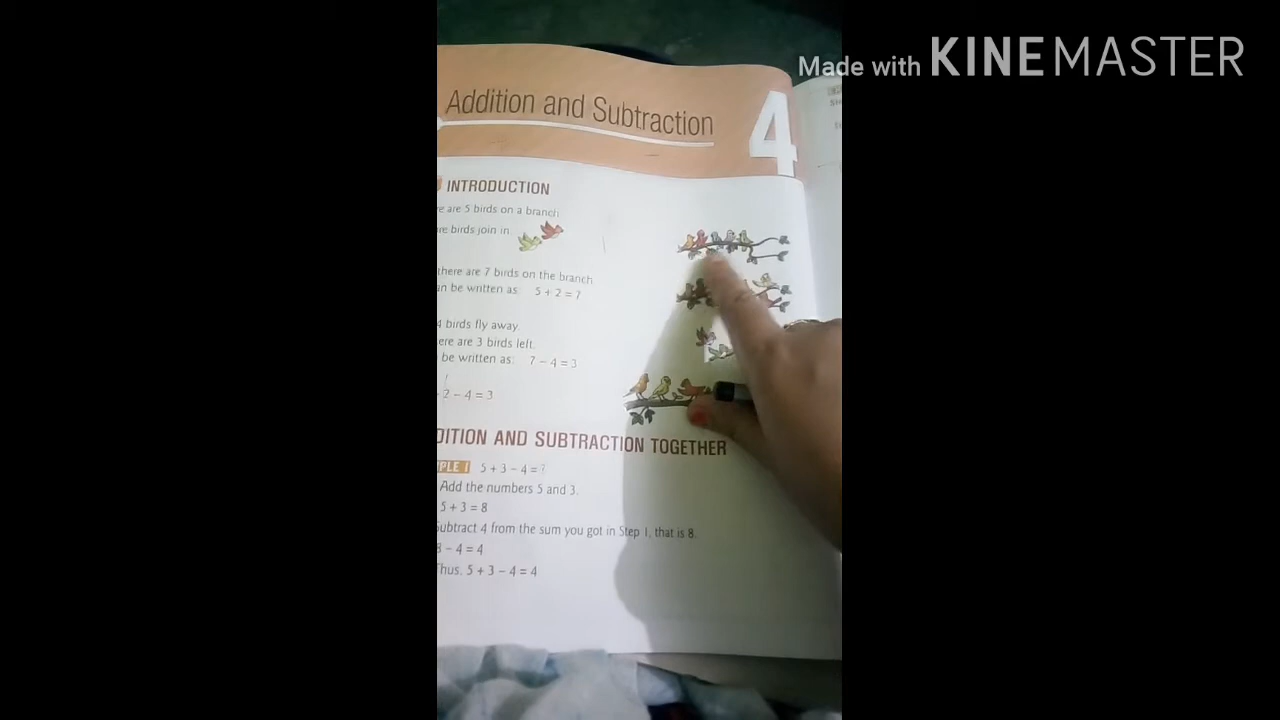 Made with KINEMASTER
Addition and Subtraction
4
INTRODUCTION
re are 5 birds on a branch
re birds join in
there are 7 birds on the branch
an be written as 5 + 2 = 7
4 birds fly away.
ere are 3 birds left.
be written as: 7 – 4 = 3
2 – 4 = 3
DITION AND SUBTRACTION TOGETHER
PLE 1 5 + 3 – 4 = ?
Add the numbers 5 and 3.
5 + 3 = 8
Subtract 4 from the sum you got in Step 1, that is 8.
8 – 4 = 4
Thus, 5 + 3 – 4 = 4